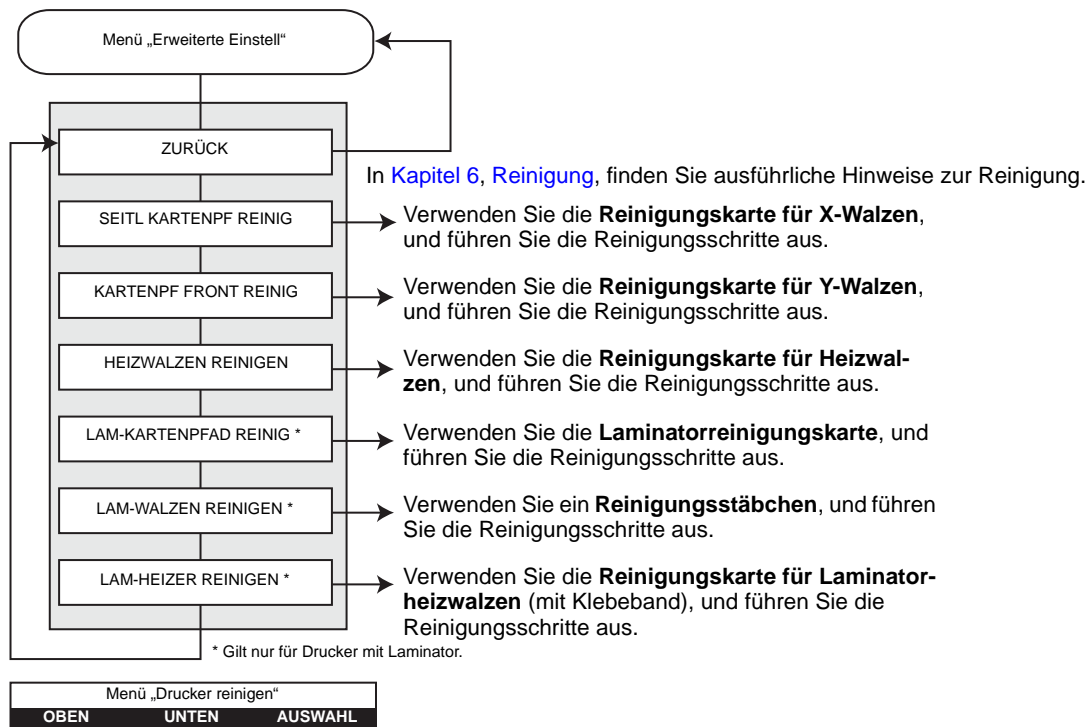 Menü „Erweiterte Einstell“
ZURÜCK
In Kapitel 6, Reinigung, finden Sie ausführliche Hinweise zur Reinigung.
SEITL KARTENPF REINIG
Verwenden Sie die Reinigungskarte für X-Walzen,
und führen Sie die Reinigungsschritte aus.
KARTENPF FRONT REINIG
Verwenden Sie die Reinigungskarte für Y-Walzen,
und führen Sie die Reinigungsschritte aus.
HEIZWALZEN REINIGEN
Verwenden Sie die Reinigungskarte für Heizwal-
zen, und führen Sie die Reinigungsschritte aus.
LAM-KARTENPFAD REINIG *
Verwenden Sie die Laminatorreinigungskarte, und
führen Sie die Reinigungsschritte aus.
LAM-WALZEN REINIGEN *
Verwenden Sie ein Reinigungsstäbchen, und führen
Sie die Reinigungsschritte aus.
LAM-HEIZER REINIGEN *
Verwenden Sie die Reinigungskarte für Laminator-
heizwalzen (mit Klebeband), und führen Sie die
Reinigungsschritte aus.
* Gilt nur für Drucker mit Laminator.
Menü „Drucker reinigen“
OBEN UNTEN AUSWAHL